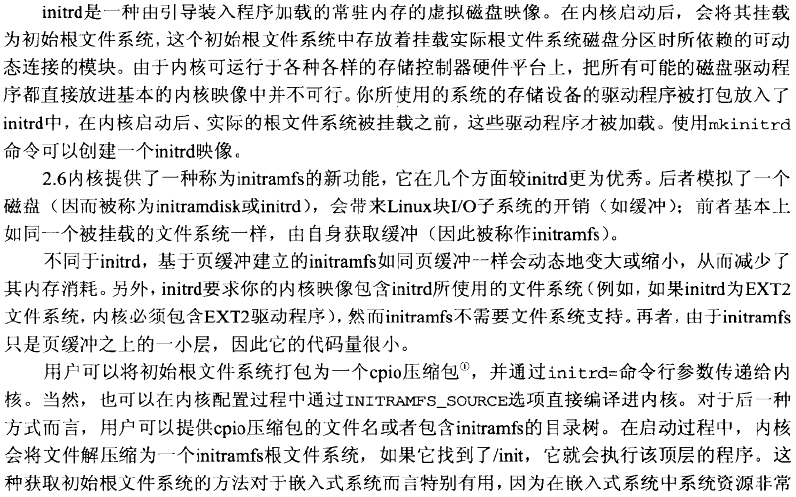 initrd是一种由引导装入程序加载的常驻内存的虚拟磁盘映像。在内核启动后，会将其挂载
为初始根文件系统，这个初始根文件系统中存放着挂载实际根文件系统磁盘分区时所依赖的可动
态连接的模块。由于内核可运行于各种各样的存储控制器硬件平台上，把所有可能的磁盘驱动程
序都直接放进基本的内核映像中并不可行。你所使用的系统的存储设备的驱动程序被打包放入了
initrd中，在内核启动后、实际的根文件系统被挂载之前，这些驱动程序才被加载。使用mkinitrd
命令可以创建一个initrd映像。
2.6内核提供了一种称为initramfs的新功能，它在几个方面较initrd更为优秀。后者模拟了一个
磁盘（因而被称为initramdisk或initrd），会带来Linux块I/O子系统的开销（如缓冲）；前者基本上
如同一个被挂载的文件系统一样，由自身获取缓冲（因此被称作initramfs）。
不同于initrd，基于页缓冲建立的initramfs如同页缓冲一样会动态地变大或缩小，从而减少了
其内存消耗。另外，initrd要求你的内核映像包含initrd所使用的文件系统（例如，如果initrd为EXT2
文件系统，内核必须包含EXT2驱动程序），然而initramfs不需要文件系统支持。再者，由于initramfs
只是页缓冲之上的一小层，因此它的代码量很小。
用户可以将初始根文件系统打包为一个cpio压缩包①，并通过initrd=命令行参数传递给内
核。当然，也可以在内核配置过程中通过INITRAMFS_SOURCE选项直接编译进内核。对于后一种
方式而言，用户可以提供cpio压缩包的文件名或者包含initramfs的目录树。在启动过程中，内核
会将文件解压缩为一个initramfs根文件系统，如果它找到了/init，它就会执行该顶层的程序。这
种获取初始根文件系统的方法对于嵌入式系统而言特别有用，因为在嵌入式系统中系统资源非常